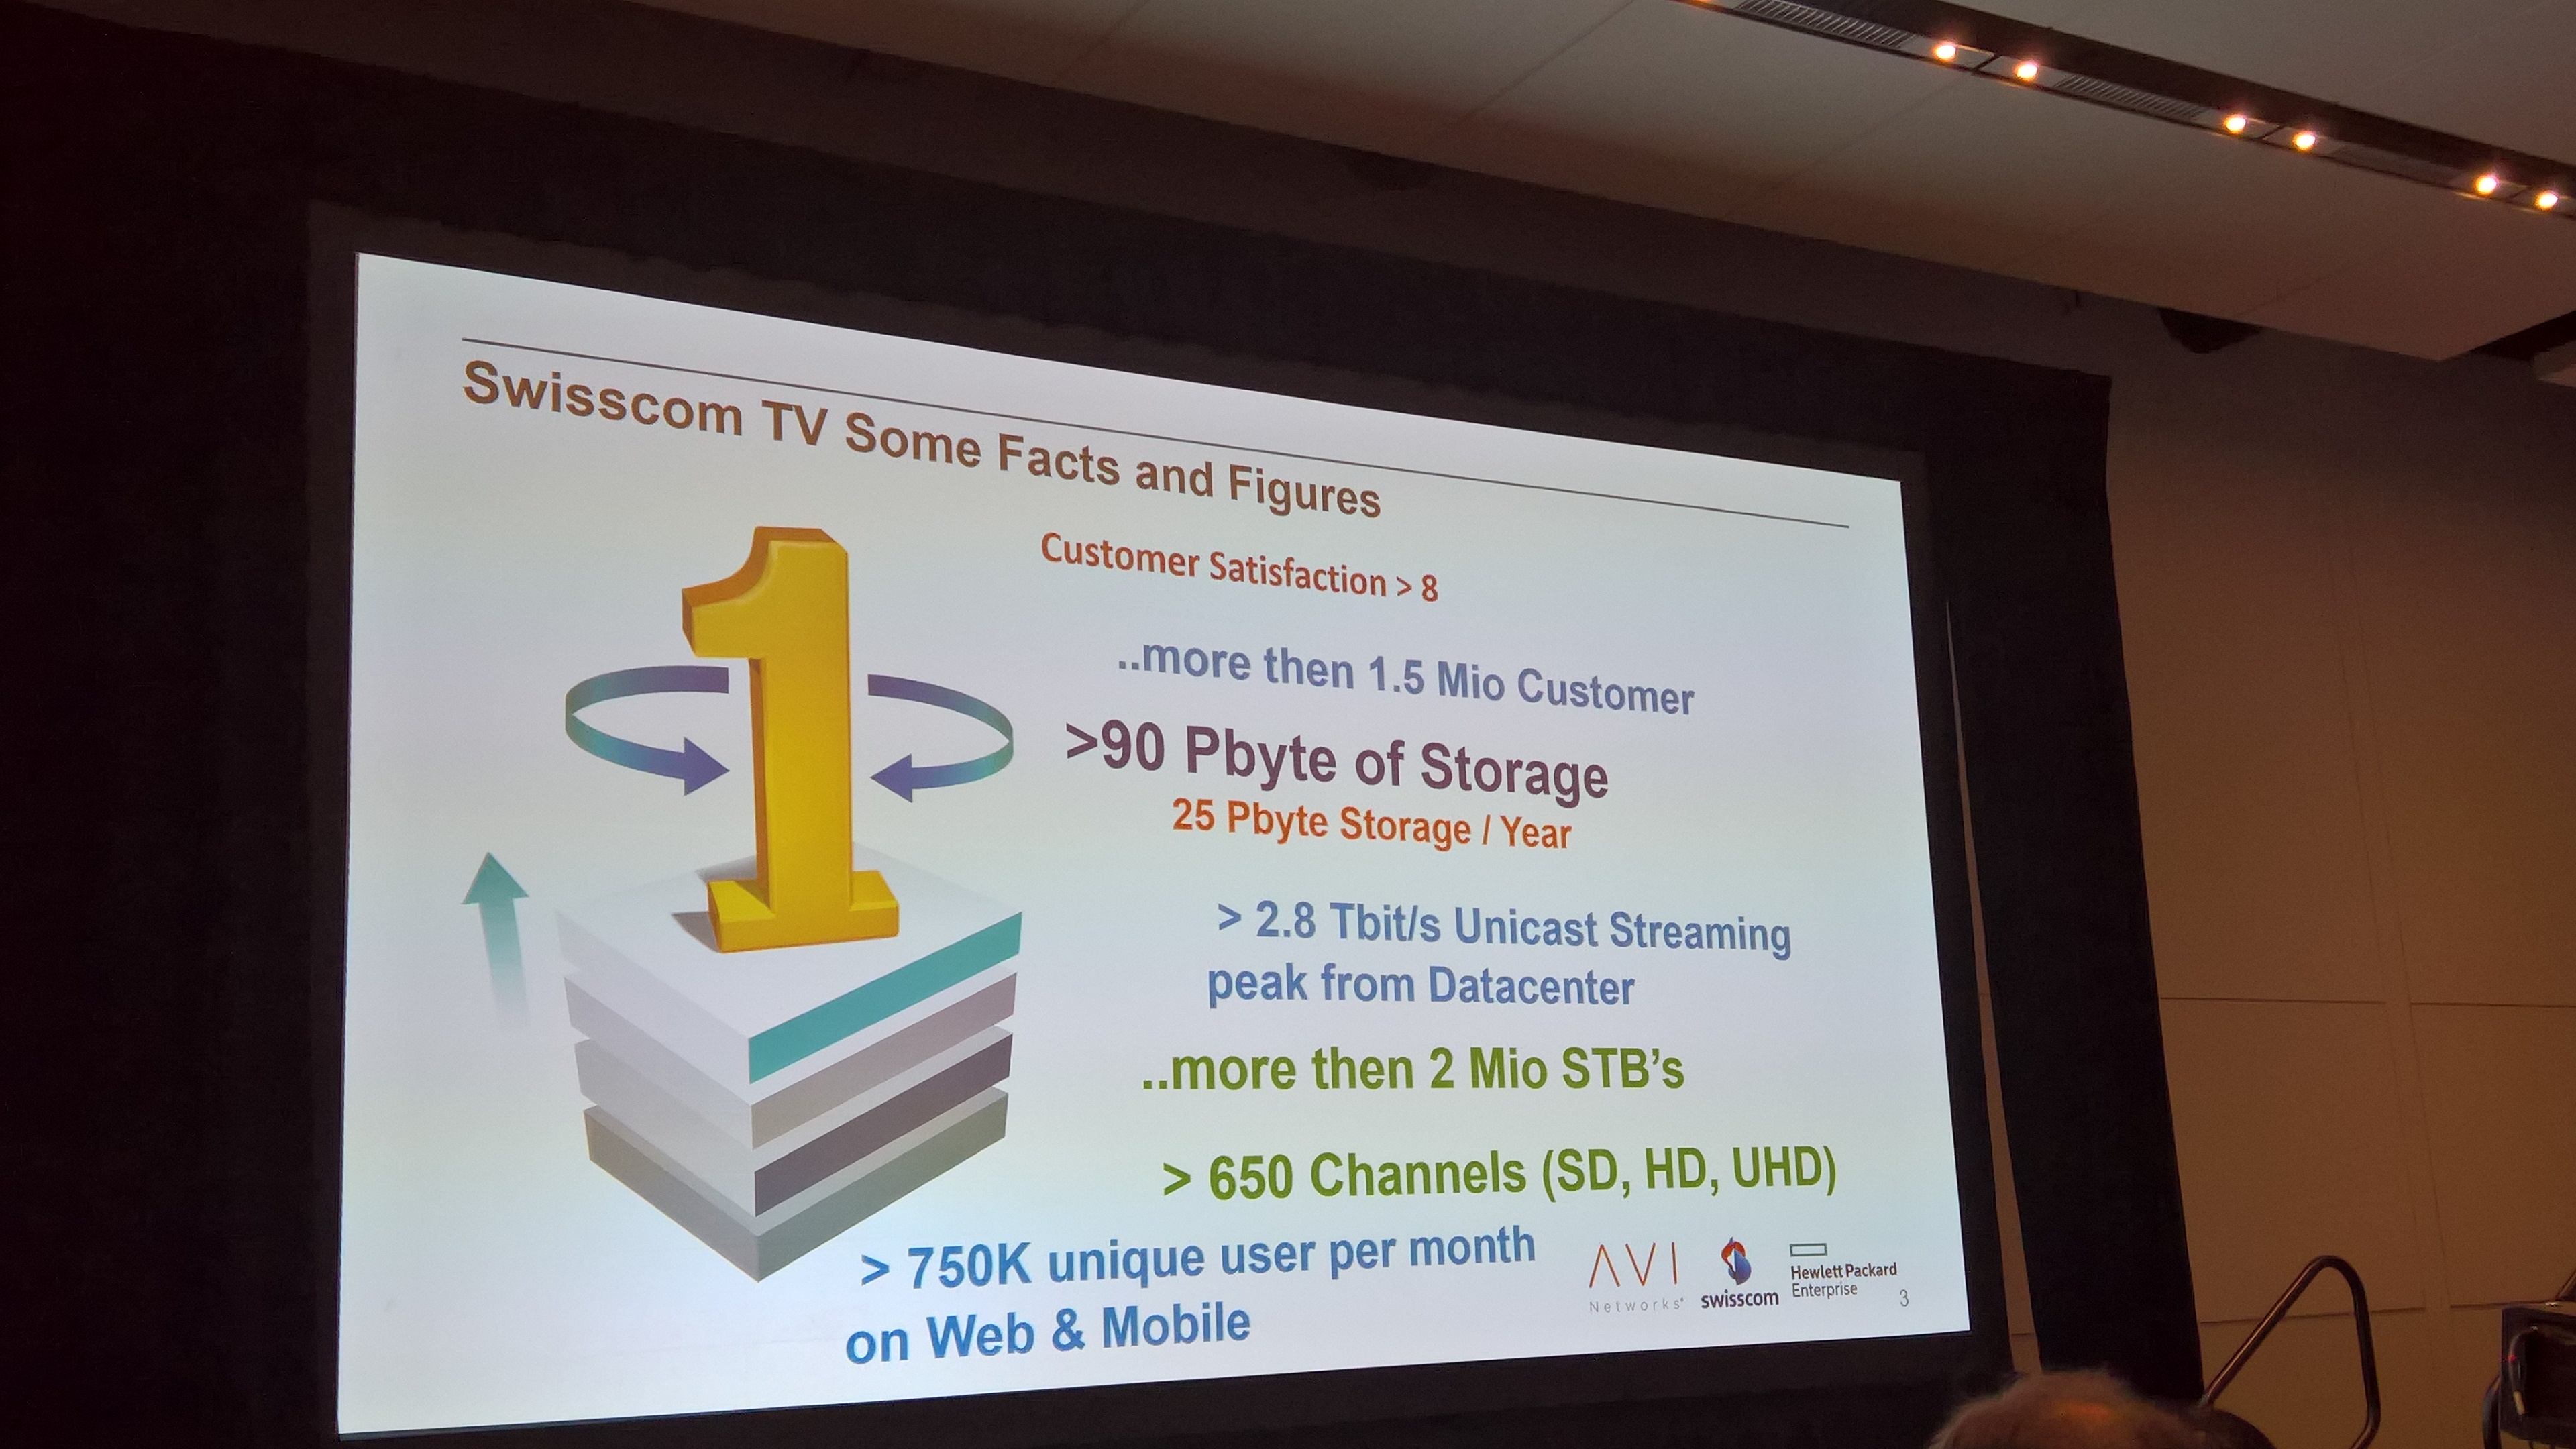 Swisscom TV Some Facts and Figures
1
Customer Satisfaction > 8
..more then 1.5 Mio Customer
>90 Pbyte of Storage
25 Pbyte Storage / Year
> 2.8 Tbit/s Unicast Streaming
peak from Datacenter
..more then 2 Mio STB's
> 650 Channels (SD, HD, UHD)
> 750K unique user per month
on Web & Mobile
AVI
Networks
swisscom
Hewlett Packard
Enterprise
3